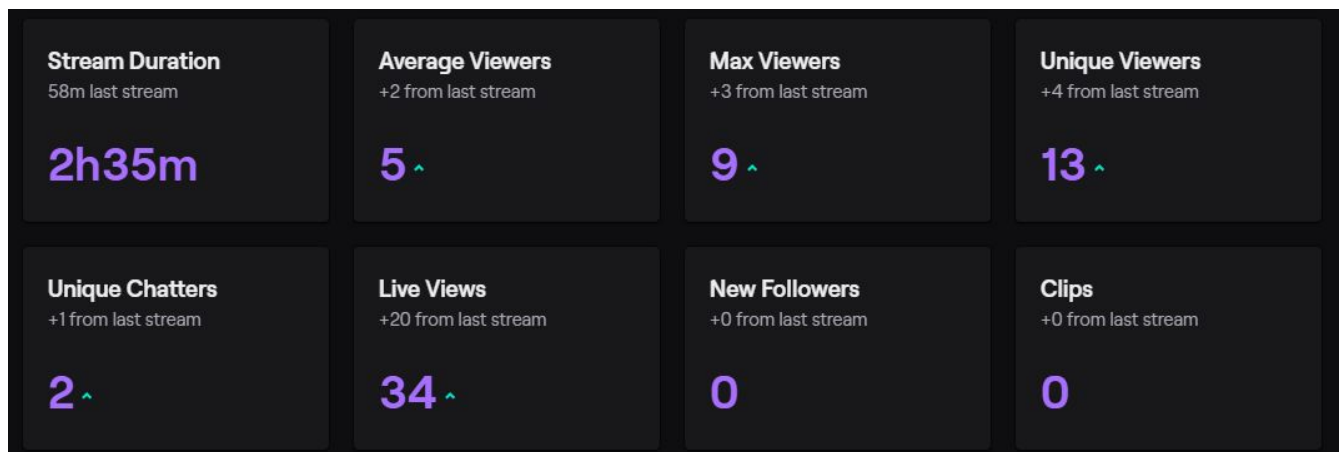 Stream Duration
58m last stream
2h35m
Average Viewers
+2 from last stream
5
Max Viewers
+3 from last stream
9
Unique Viewers
+4 from last stream
13
Unique Chatters
+1 from last stream
2
Live Views
+20 from last stream
34
New Followers
+0 from last stream
0
Clips
+0 from last stream
0